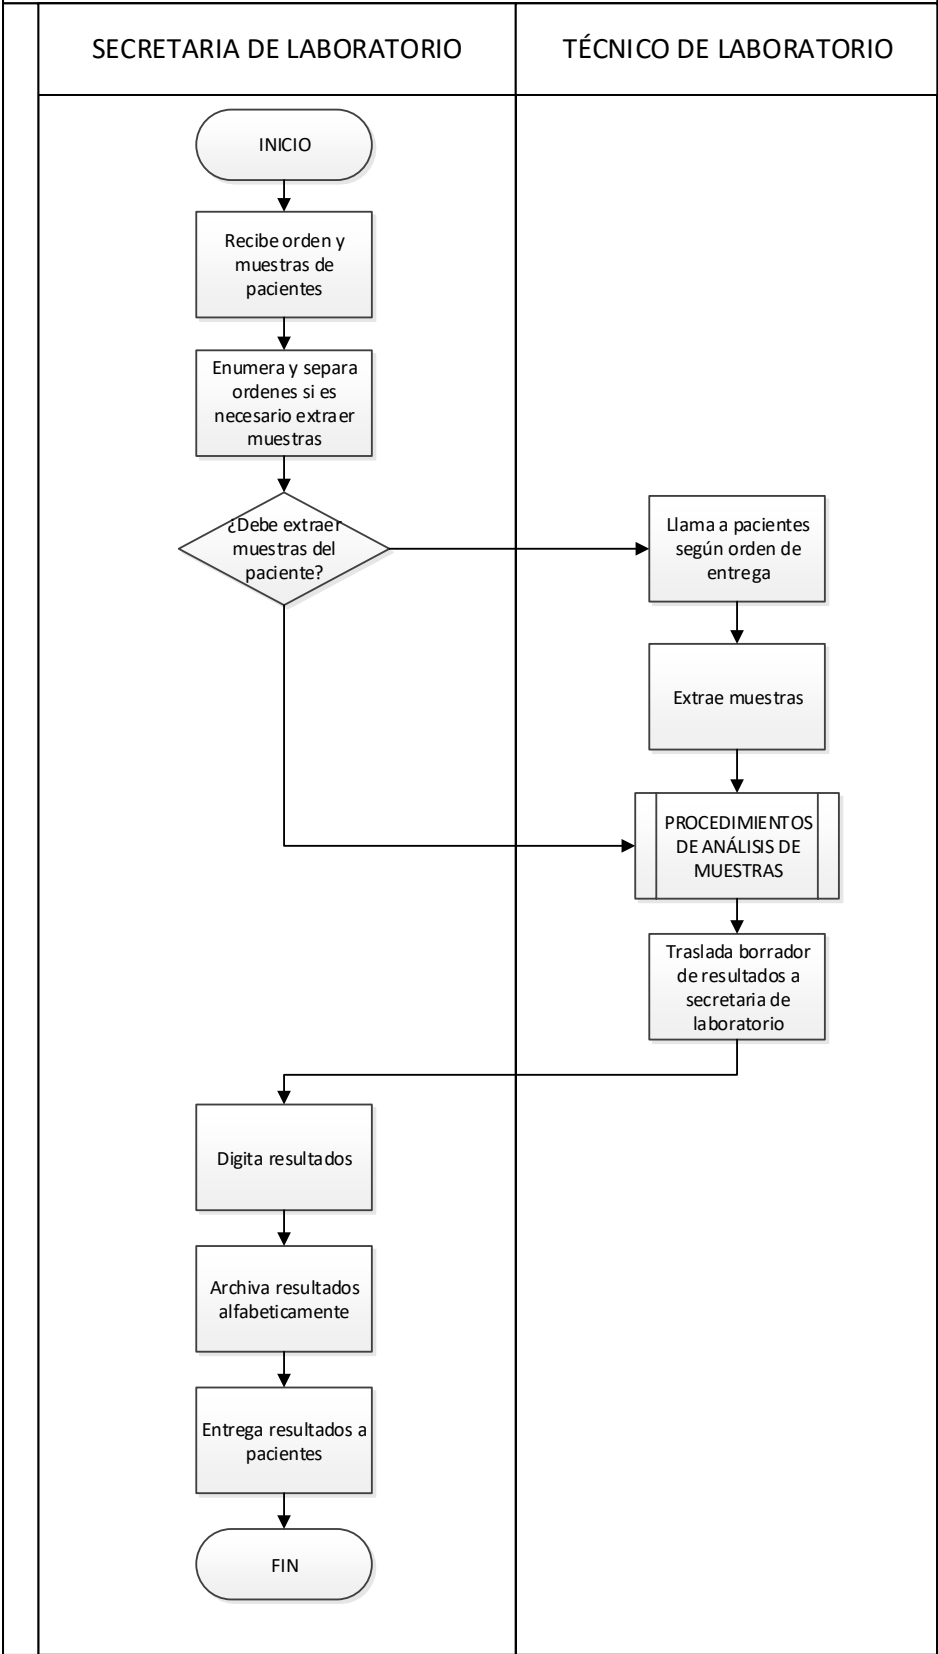 SECRETARIA DE LABORATORIO
TÉCNICO DE LABORATORIO
INICIO
Recibe orden y
muestras de
pacientes
Enumera y separa
ordenes si es
necesario extraer
muestras
¿Debe extraer
muestras del
paciente?
Llama a pacientes
según orden de
entrega
Extrae muestras
PROCEDIMIENTOS
DE ANÁLISIS DE
MUESTRAS
Traslada borrador
de resultados a
secretaria de
laboratorio
Digita resultados
Archiva resultados
alfabeticamente
Entrega resultados a
pacientes
FIN